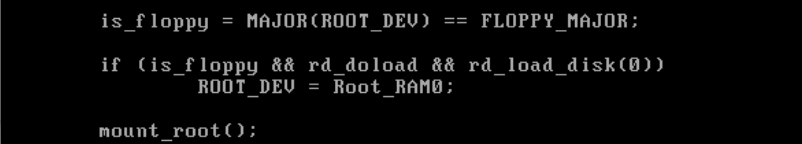 is_floppy = MAJOR(ROOT_DEV) == FLOPPY_MAJOR;
if (is_floppy && rd_doload && rd_load_disk(0))
ROOT_DEV = Root_RAM0;
mount_root();